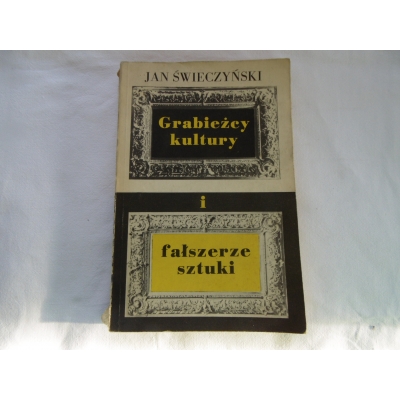 JAN ŚWIECZYŃSKI
Grabieżcy
kultury
i
fałszerze
sztuki